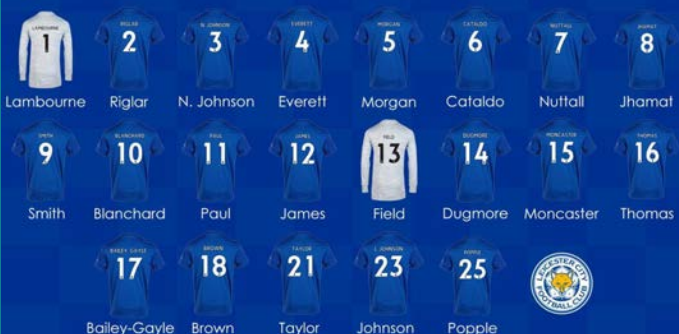 LAMBOURNE RIGLAR N. JOHNSON EVERETT MORGAN CATALDO NUTTALL JHAMAT
1 2 3 4 5 6 7 8
Lambourne Riglar N. Johnson Everett Morgan Cataldo Nuttall Jhamat
SMITH BLANCHARD PAUL JAMES FIELD DUGMORE MONCASTER THOMAS
9 10 11 12 13 14 15 16
Smith Blanchard Paul James Field Dugmore Moncaster Thomas
BAILEY-GAYLE BROWN TAYLOR J. JOHNSON POPPLE
17 18 21 23 25
LEICESTER CITY
FOOTBALL CLUB
Bailey-Gayle Brown Taylor Johnson Popple